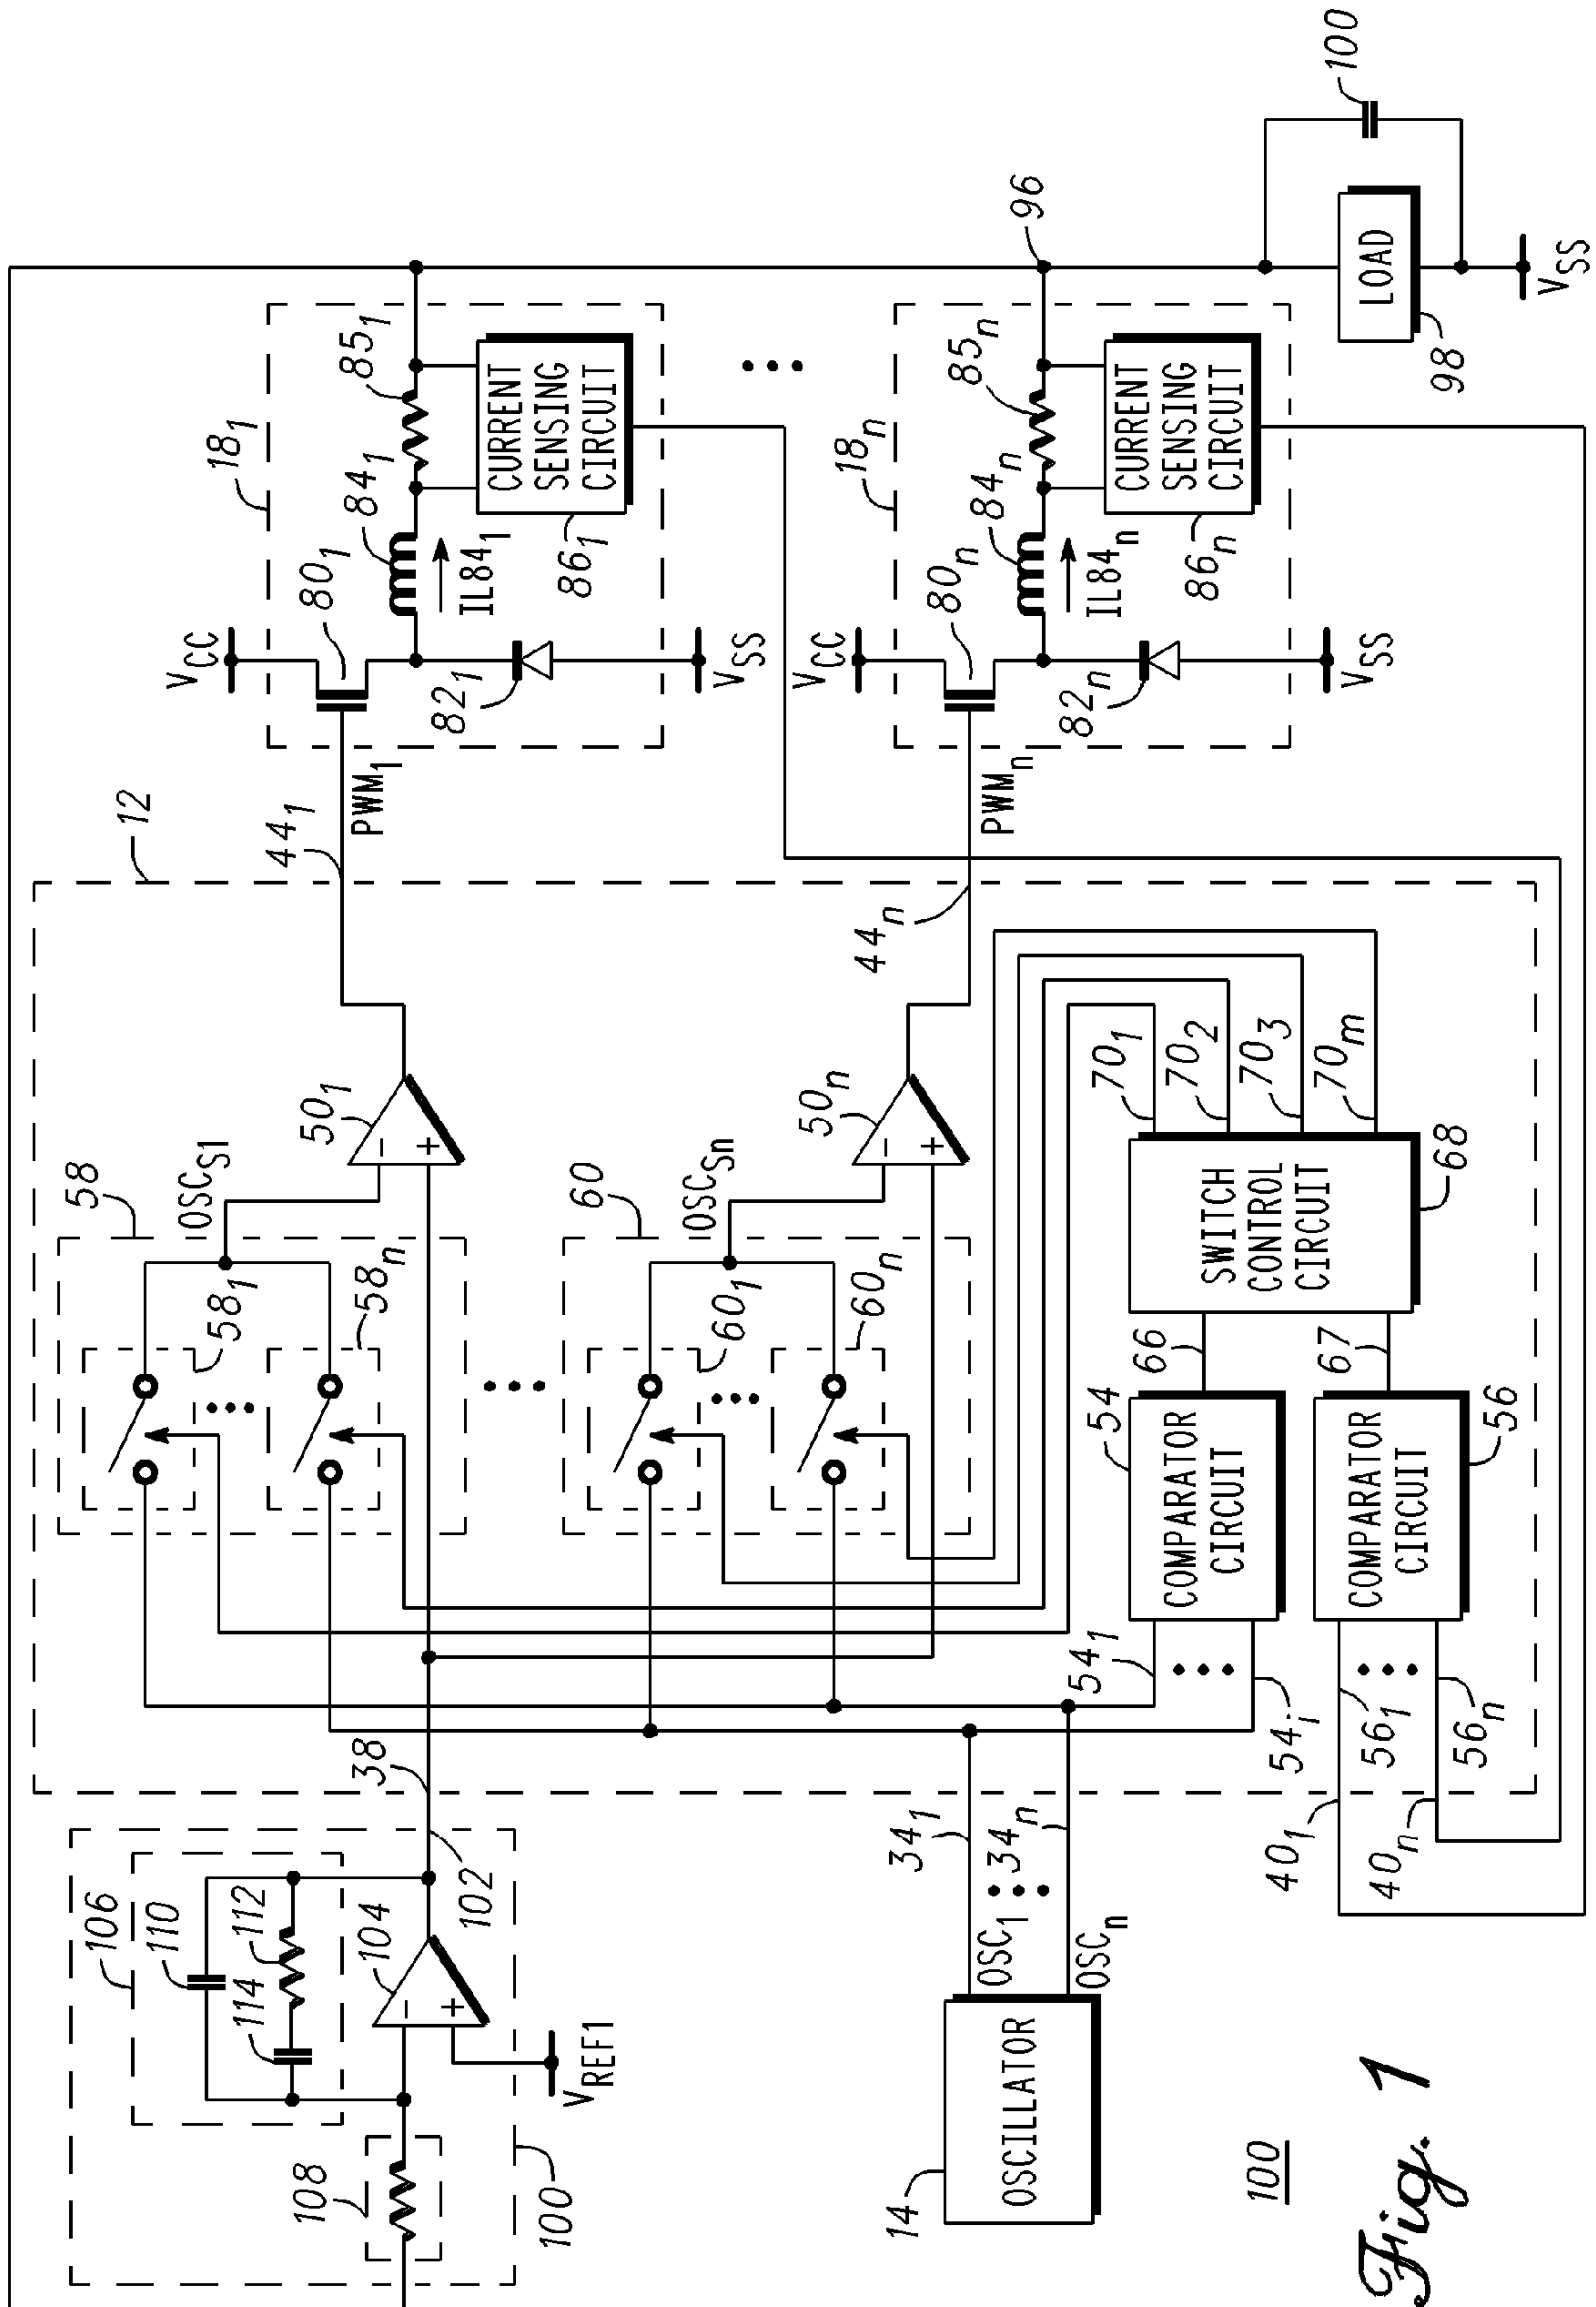 106
110
112
114
104
102
108
100
V_REF1
38
12
58
OSC_S1
58_1
58_n
50_1
44_1
PWM_1
60
OSC_Sn
60_1
60_n
50_n
44_n
PWM_n
V_CC
80_1
18_1
84_1
85_1
IL84_1
82_1
V_SS
CURRENT
SENSING
CIRCUIT
86_1
V_CC
80_n
18_n
84_n
85_n
IL84_n
82_n
V_SS
CURRENT
SENSING
CIRCUIT
86_n
96
LOAD
98
100
V_SS
14
OSCILLATOR
OSC_1
OSC_n
34_1
34_n
54_1
54_i
COMPARATOR
CIRCUIT
54
66
40_1
40_n
56_1
56_n
COMPARATOR
CIRCUIT
56
67
SWITCH
CONTROL
CIRCUIT
68
70_1
70_2
70_3
70_m
100
Fig. 1